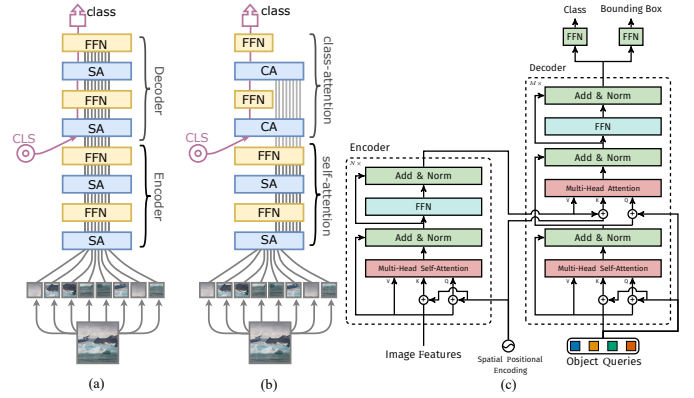 class
FFN
SA
FFN
SA
FFN
SA
FFN
SA
CLS
Decoder
Encoder
(a)
class
FFN
CA
FFN
CA
FFN
SA
FFN
SA
CLS
class-attention
self-attention
(b)
Class
Bounding Box
FFN
FFN
Decoder
M×
Add & Norm
FFN
Add & Norm
Multi-Head Attention
V
K
Q
Add & Norm
Multi-Head Self-Attention
V
K
Q
Encoder
N×
Add & Norm
FFN
Add & Norm
Multi-Head Self-Attention
V
K
Q
Image Features
Spatial Positional
Encoding
Object Queries
(c)